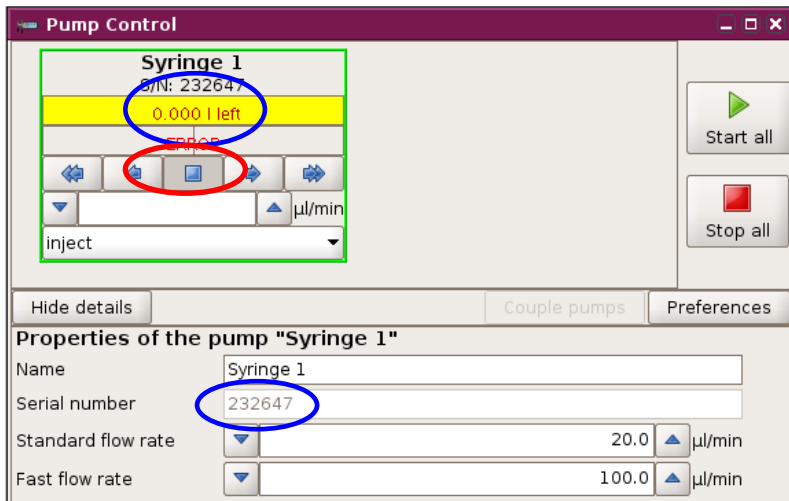 Pump Control
Syringe 1
S/N: 232647
0.000 l left
ERROR
Start all
µl/min
Stop all
inject
Hide details
Couple pumps
Preferences
Properties of the pump "Syringe 1"
Name Syringe 1
Serial number 232647
Standard flow rate 20.0 µl/min
Fast flow rate 100.0 µl/min